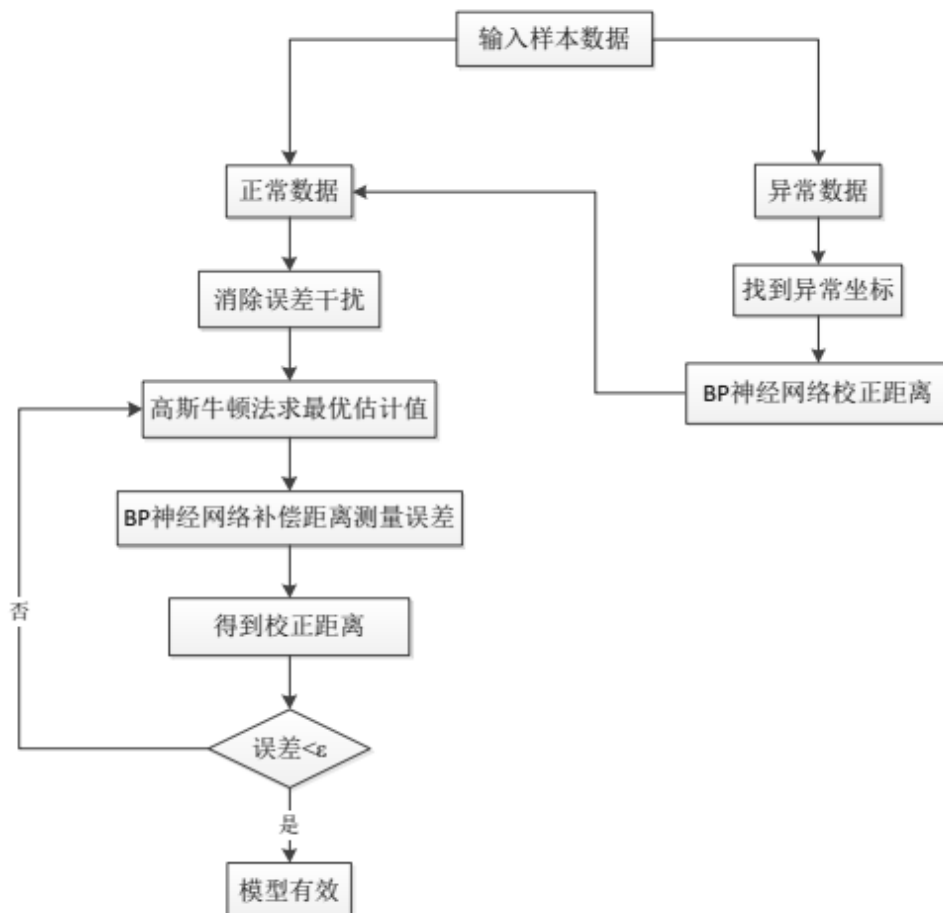 输入样本数据
正常数据
异常数据
消除误差干扰
找到异常坐标
BP神经网络校正距离
高斯牛顿法求最优估计值
BP神经网络补偿距离测量误差
得到校正距离
否
误差<ε
是
模型有效